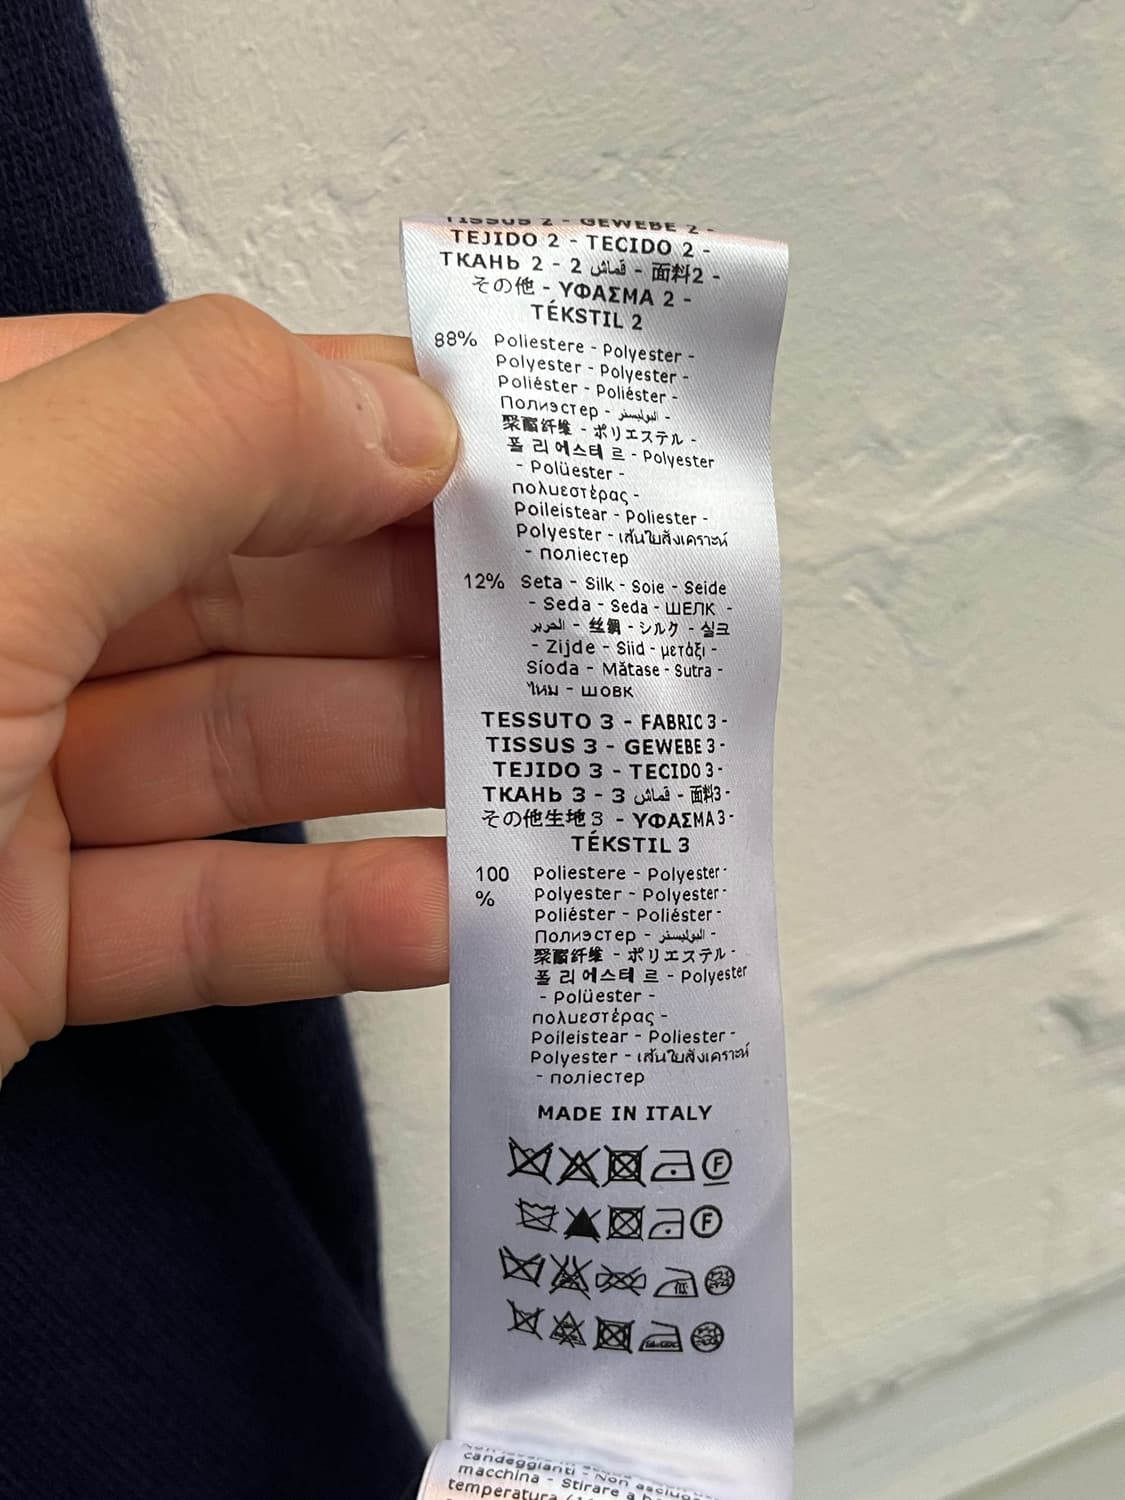 TISSUS 2 - GEWEBE 2 -
TEJIDO 2 - TECIDO 2 -
ТКАНЬ 2 - 2 قماش - 面料2 -
その他 - ΥΦΑΣΜΑ 2 -
TÉKSTIL 2
88% Poliestere - Polyester -
Polyester - Polyester -
Poliéster - Poliéster -
Полиэстер - البوليستر -
聚酯纤维 - ポリエステル -
폴리에스테르 - Polyester
- Polüester -
πολυεστέρας -
Poileistear - Poliester -
Polyester - เส้นใยสังเคราะห์
- поліестер
12% Seta - Silk - Soie - Seide
- Seda - Seda - ШЕЛК -
الحرير - 丝绸 - シルク - 실크
- Zijde - Siid - μετάξι -
Síoda - Mătase - Sutra -
ไหม - шовк
TESSUTO 3 - FABRIC 3 -
TISSUS 3 - GEWEBE 3 -
TEJIDO 3 - TECIDO 3 -
ТКАНЬ 3 - 3 قماش - 面料3 -
その他生地3 - ΥΦΑΣΜΑ 3 -
TÉKSTIL 3
100 Poliestere - Polyester -
% Polyester - Polyester -
Poliéster - Poliéster -
Полиэстер - البوليستر -
聚酯纤维 - ポリエステル -
폴리에스테르 - Polyester
- Polüester -
πολυεστέρας -
Poileistear - Poliester -
Polyester - เส้นใยสังเคราะห์
- поліестер
MADE IN ITALY
F
F
低
candeggianti - Non asciuga
macchina - Stirare a
temperatura